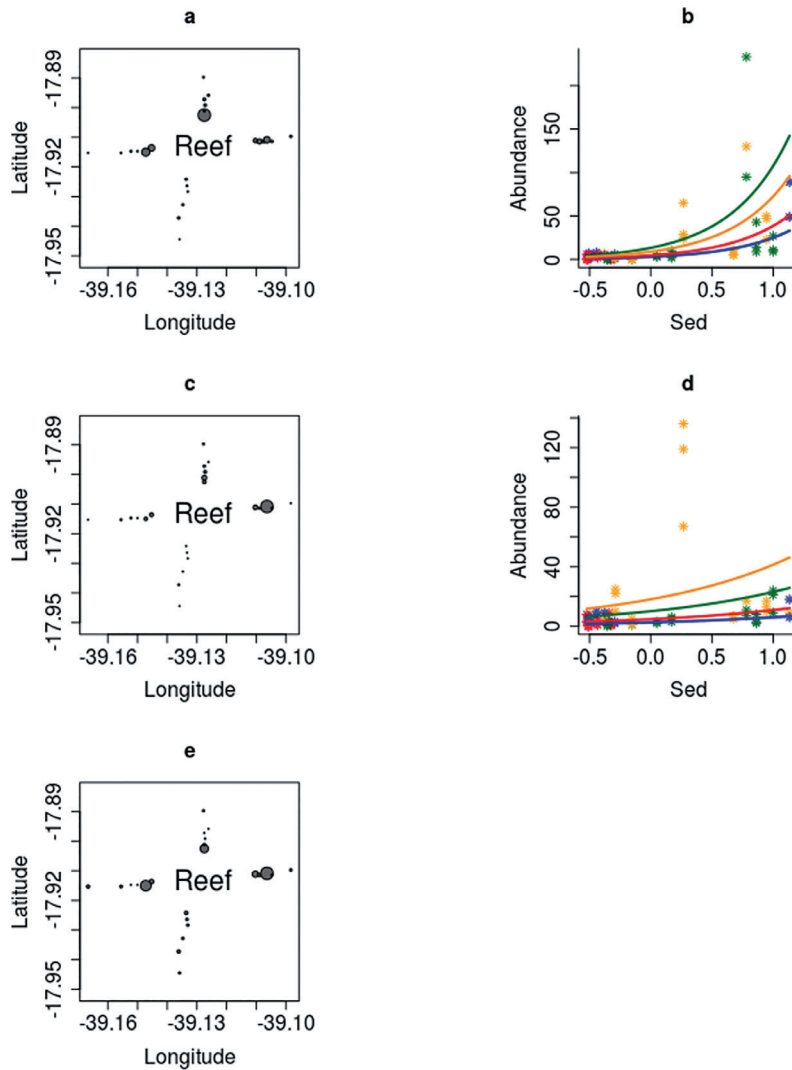 a
b
-17.89
-17.92
-17.95
Latitude
Reef
-39.16 -39.13 -39.10
Longitude
150
50
0
Abundance
-0.5 0.0 0.5 1.0
Sed
c
d
-17.89
-17.92
-17.95
Latitude
Reef
-39.16 -39.13 -39.10
Longitude
120
80
40
0
Abundance
-0.5 0.0 0.5 1.0
Sed
e
-17.89
-17.92
-17.95
Latitude
Reef
-39.16 -39.13 -39.10
Longitude